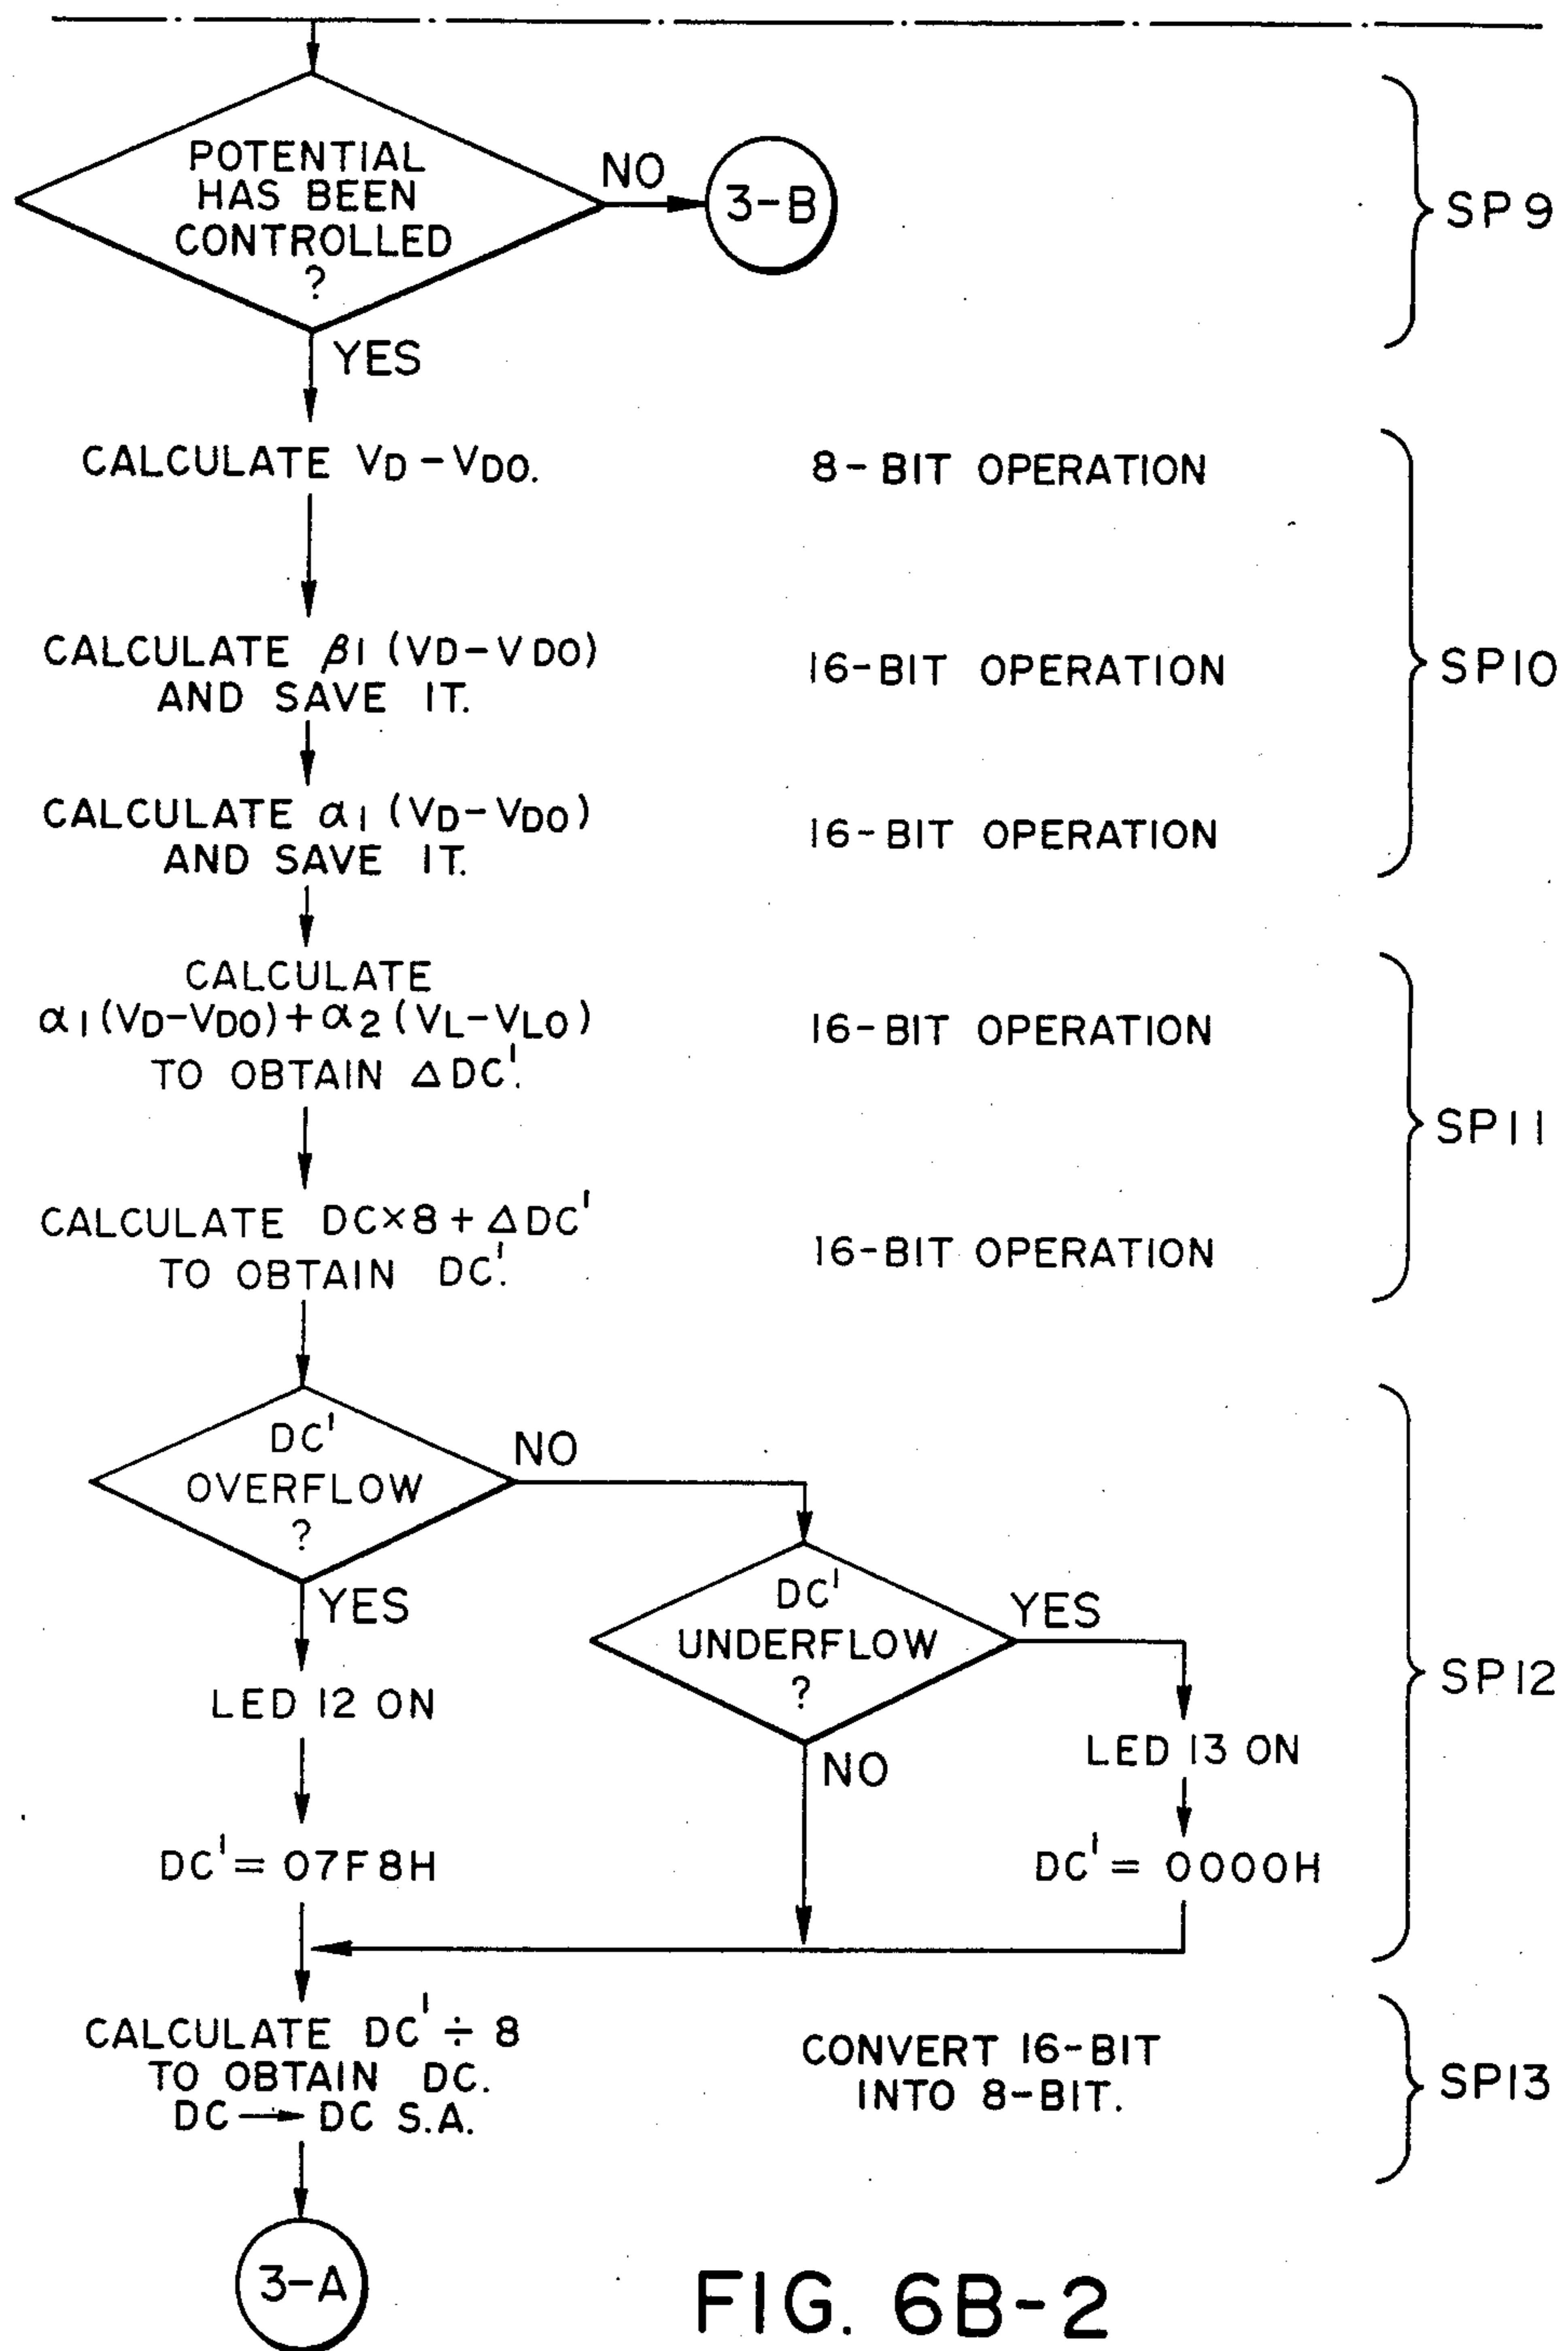 POTENTIAL
HAS BEEN
CONTROLLED
?
NO
3-B
SP9
YES
CALCULATE VD-VDO.
8-BIT OPERATION
CALCULATE β1 (VD-VDO)
AND SAVE IT.
16-BIT OPERATION
SP10
CALCULATE α1 (VD-VDO)
AND SAVE IT.
16-BIT OPERATION
CALCULATE
α1(VD-VDO)+α2(VL-VLO)
TO OBTAIN ΔDC'.
16-BIT OPERATION
SP11
CALCULATE DC×8+ΔDC'
TO OBTAIN DC'.
16-BIT OPERATION
DC'
OVERFLOW
?
NO
YES
DC'
UNDERFLOW
?
YES
NO
SP12
LED 12 ON
LED 13 ON
DC'= 07F8H
DC'= 0000H
CALCULATE DC'÷8
TO OBTAIN DC.
DC→DC S.A.
CONVERT 16-BIT
INTO 8-BIT.
SP13
3-A
FIG. 6B-2